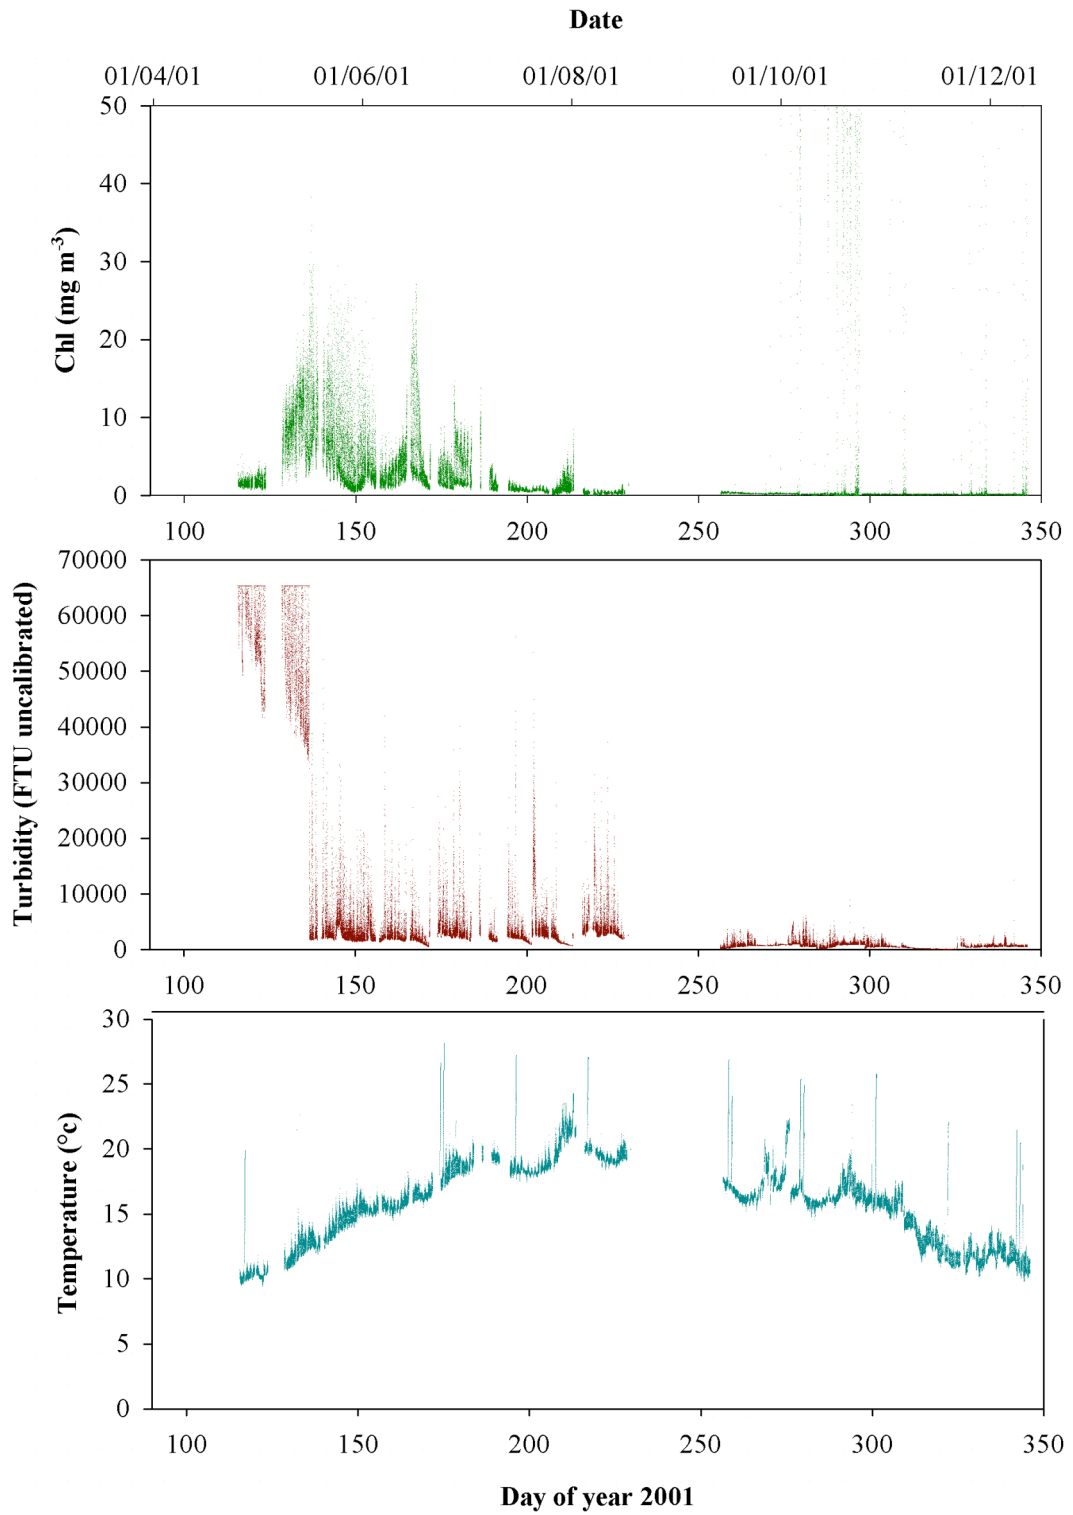 Date
01/04/01 01/06/01 01/08/01 01/10/01 01/12/01
50
40
30
20
10
0
Chl (mg m⁻³)
100 150 200 250 300 350
70000
60000
50000
40000
30000
20000
10000
0
Turbidity (FTU uncalibrated)
100 150 200 250 300 350
30
25
20
15
10
5
0
Temperature (°c)
100 150 200 250 300 350
Day of year 2001